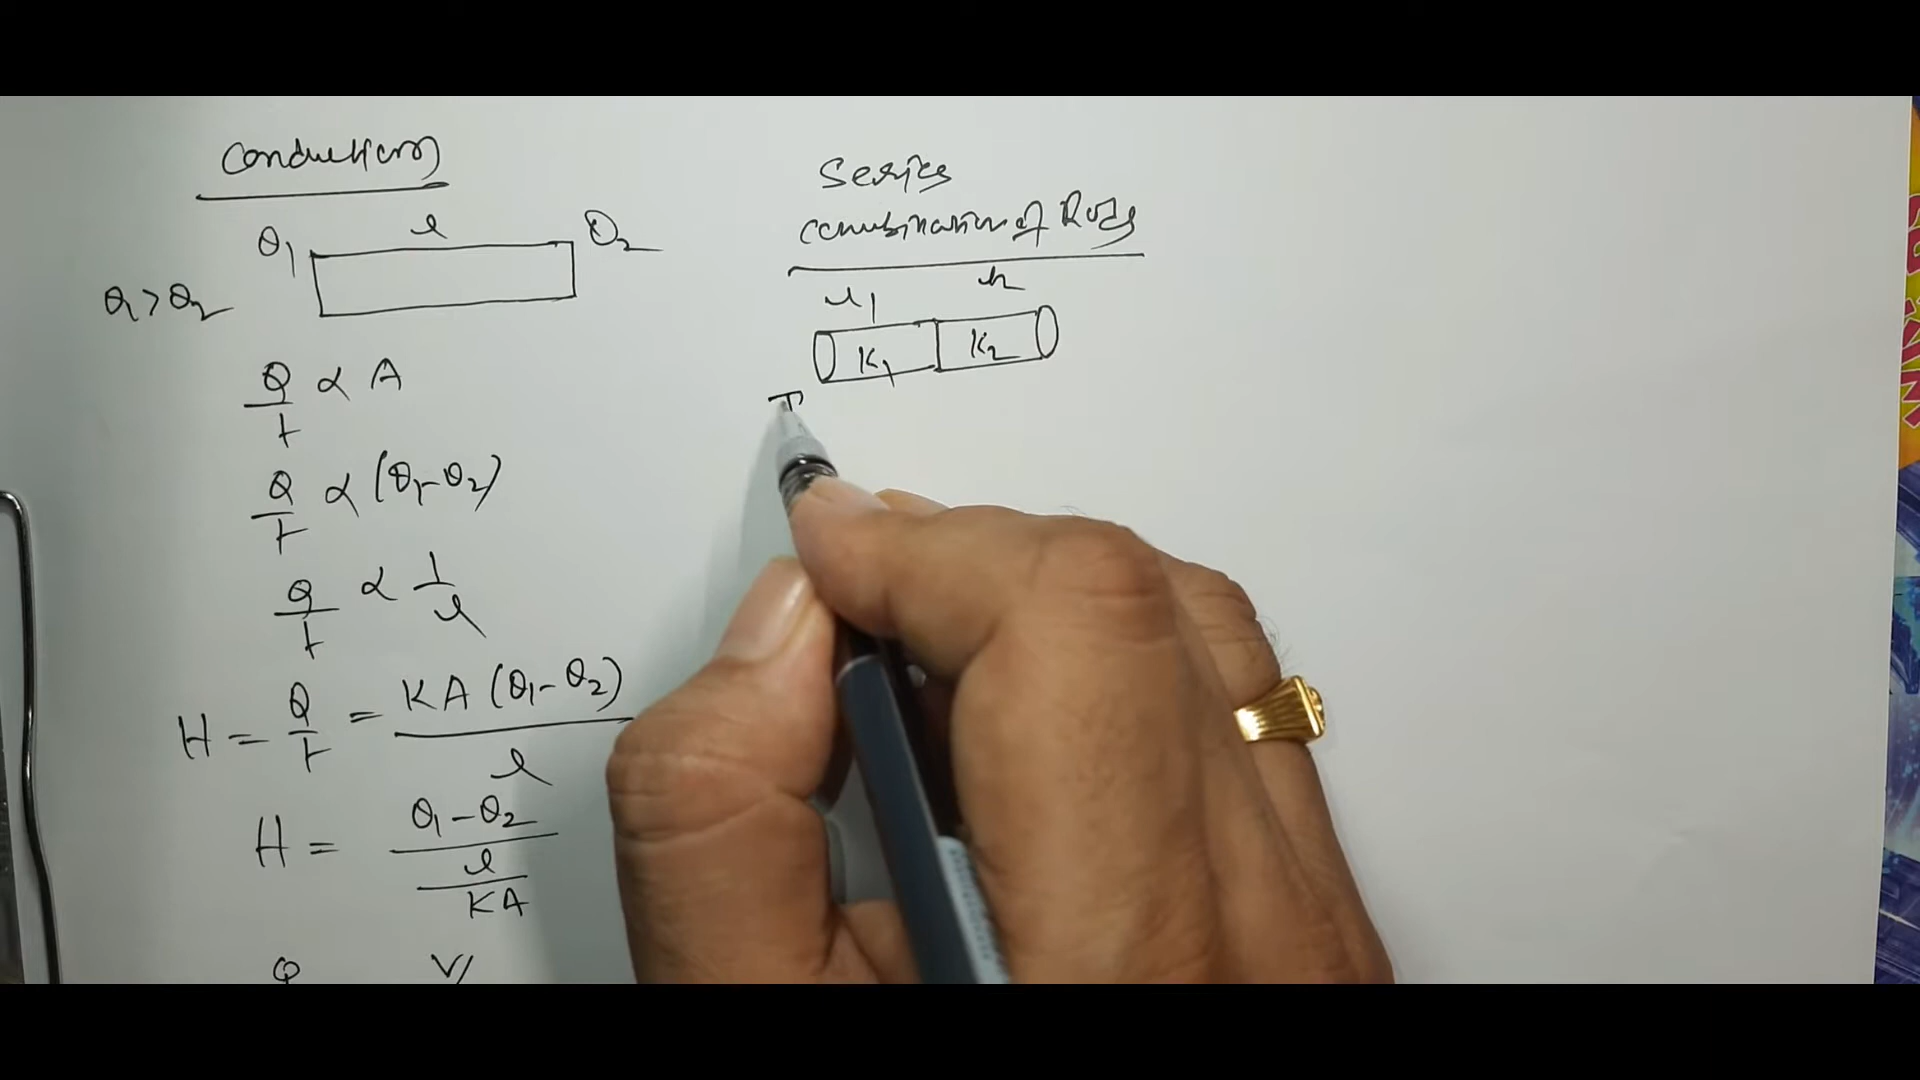 Conduction
θ1 l θ2
θ1 > θ2
Q/t ∝ A
Q/t ∝ (θ1-θ2)
Q/t ∝ 1/l
H = Q/t = KA(θ1-θ2)/l
H = θ1-θ2 / l/KA
Q V
Series
combination of Rods
l1 l2
K1 K2
T